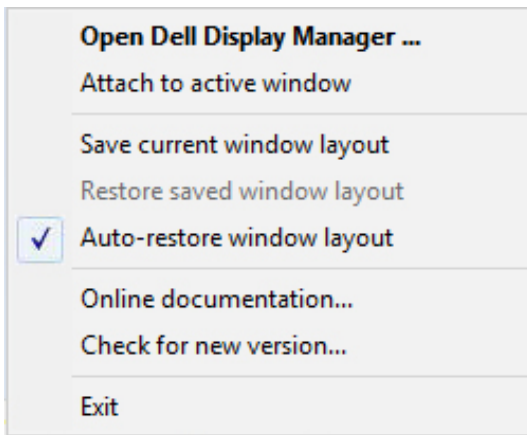 Open Dell Display Manager ...
Attach to active window
Save current window layout
Restore saved window layout
Auto-restore window layout
Online documentation...
Check for new version...
Exit